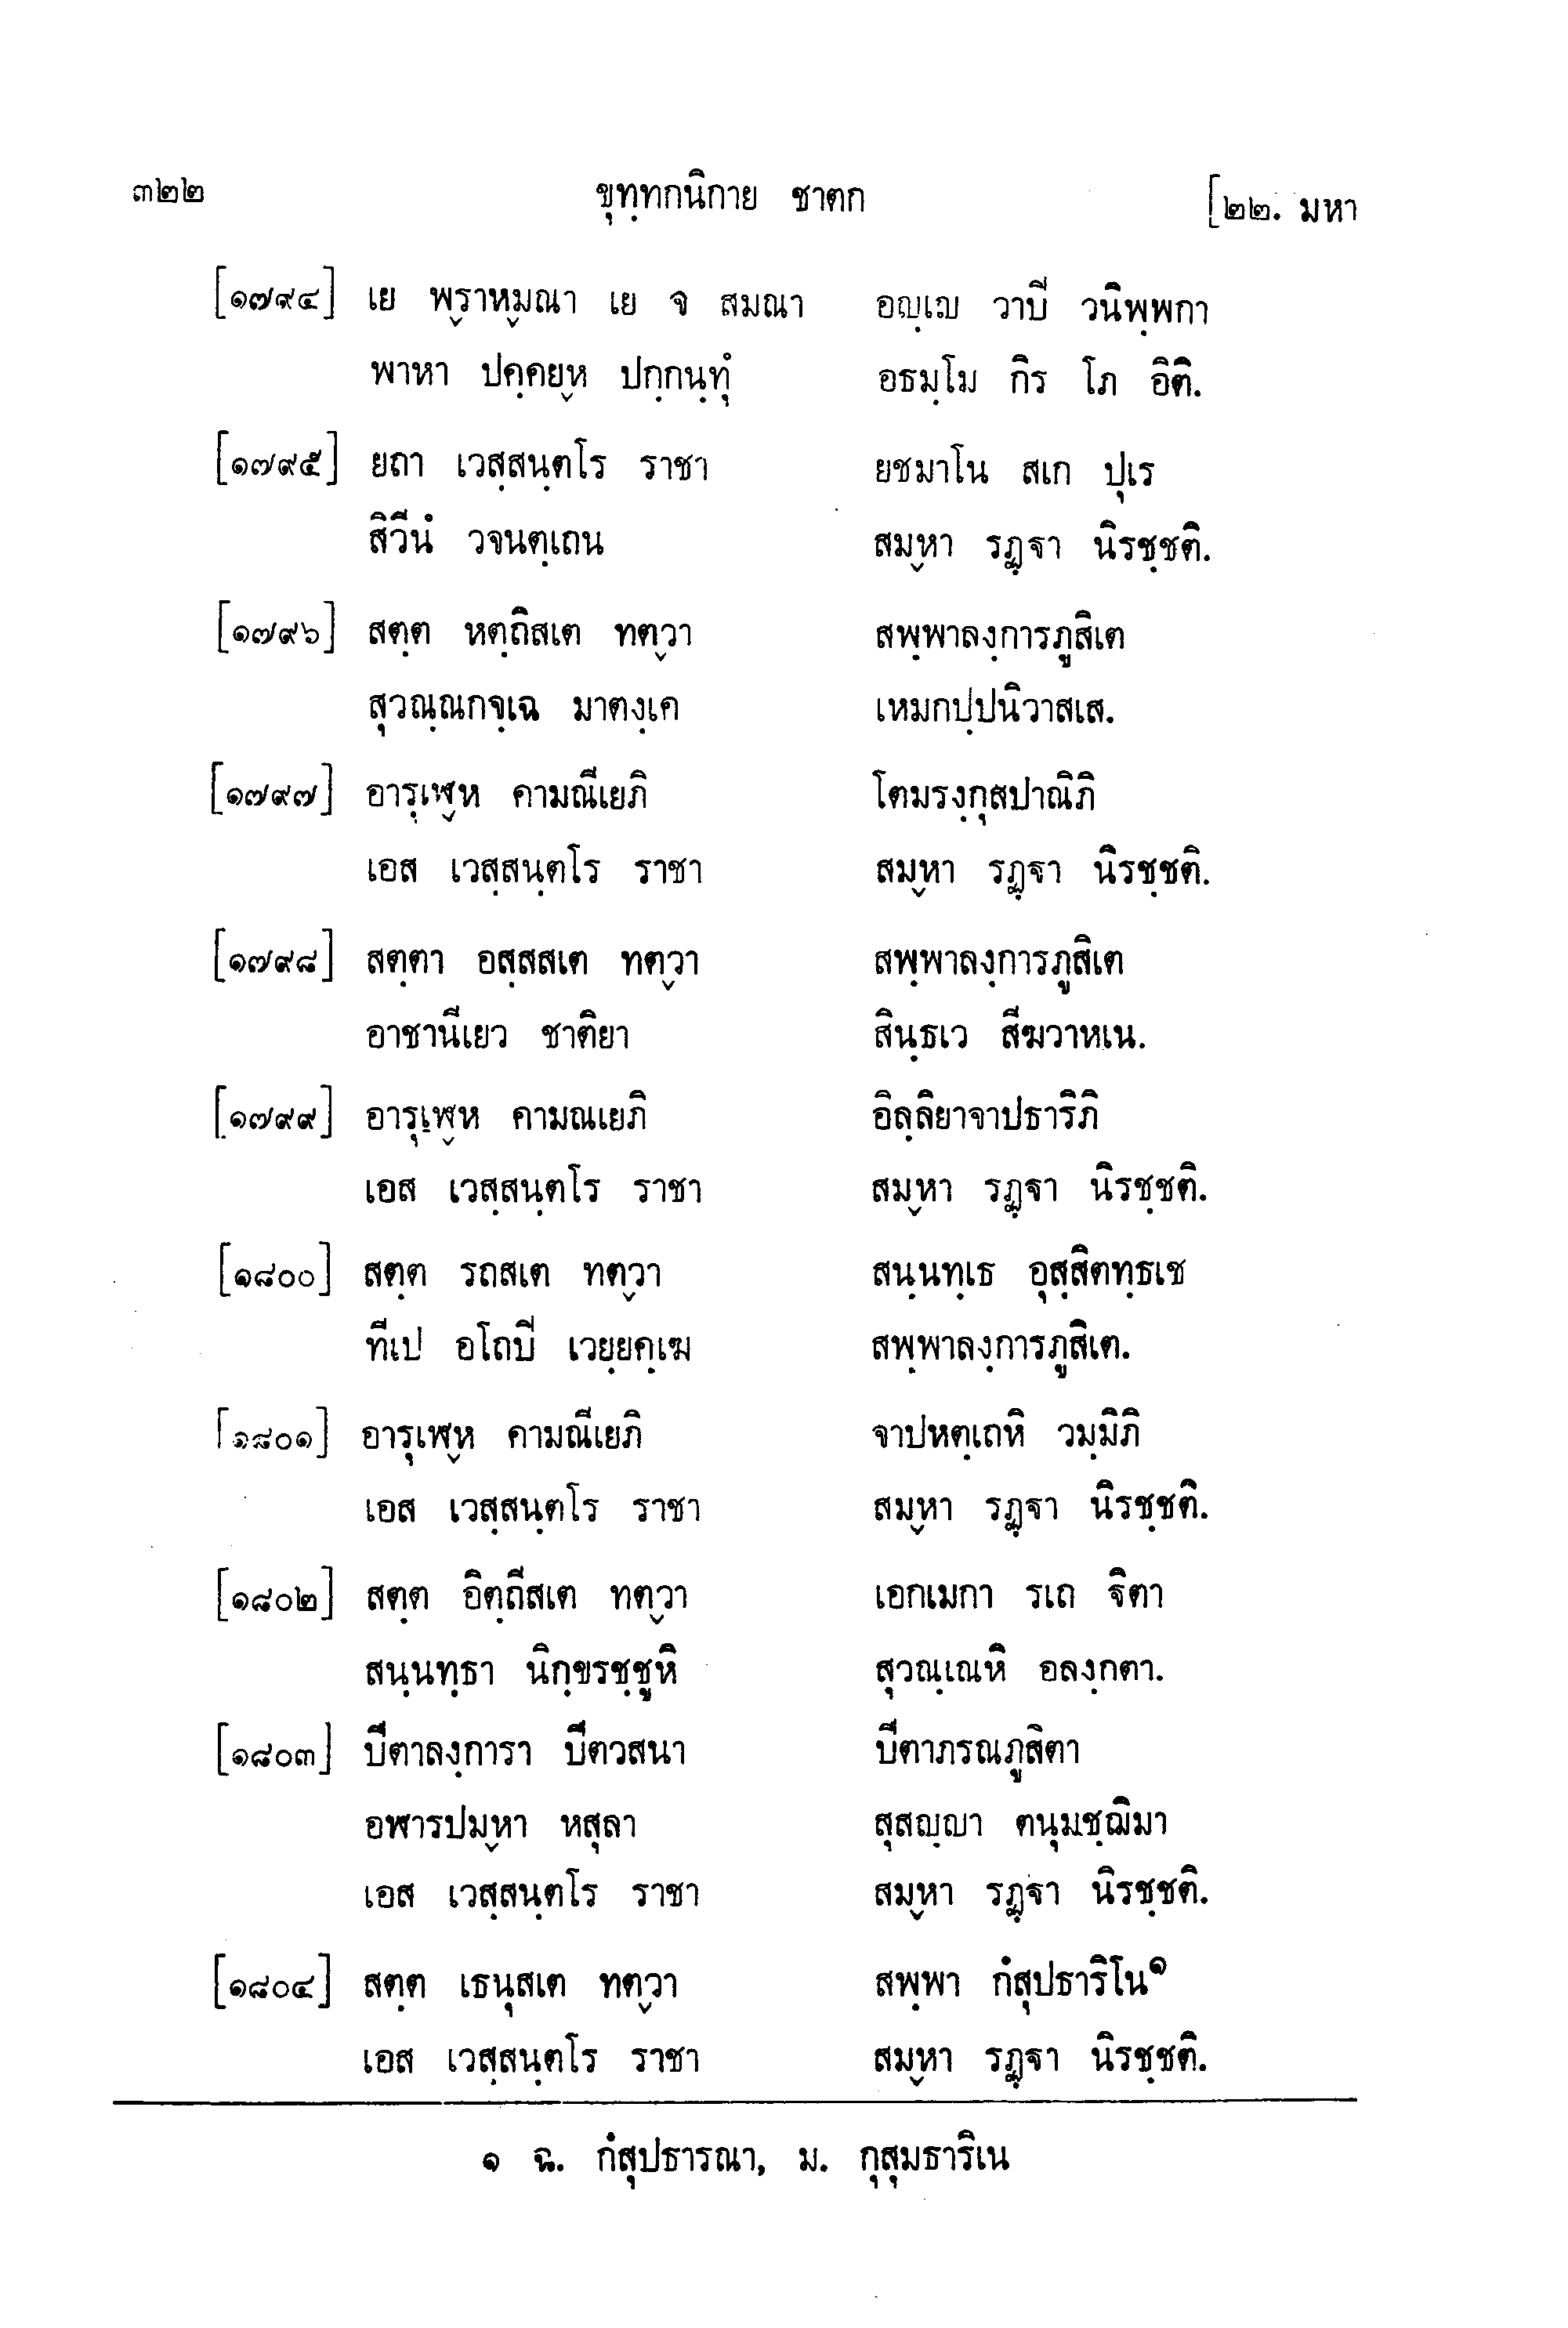 ๓๒๒ ขุทฺทกนิกาย ชาตก [๒๒. มหา
[๑๗๙๔] เย พฺราหฺมณา เย จ สมณา อญฺเญ วาปี วนิพฺพกา
พาหา ปคฺคยฺห ปกฺกนฺทุํ อธมฺโม กิร โภ อิติ.
[๑๗๙๕] ยถา เวสฺสนฺตโร ราชา ยชมาโน สเก ปุเร
สิวีนํ วจนตฺเถน สมฺหา รฏฺฐา นิรชฺชติ.
[๑๗๙๖] สตฺต หตฺถิสเต ทตฺวา สพฺพาลงฺการภูสิเต
สุวณฺณกจฺเฉ มาตงฺเค เหมกปฺปนิวาสเส.
[๑๗๙๗] อารุเฬฺห คามณีเยภิ โตมรงฺกุสปาณิภิ
เอส เวสฺสนฺตโร ราชา สมฺหา รฏฺฐา นิรชฺชติ.
[๑๗๙๘] สตฺตา อสฺสสเต ทตฺวา สพฺพาลงฺการภูสิเต
อาชานีเยว ชาติยา สินฺธเว สีฆวาหเน.
[๑๗๙๙] อารุเฬฺห คามณเยภิ อิลฺลิยาจาปธาริภิ
เอส เวสฺสนฺตโร ราชา สมฺหา รฏฺฐา นิรชฺชติ.
[๑๘๐๐] สตฺต รถสเต ทตฺวา สนฺนทฺเธ อุสฺสิตทฺธเช
ทีเป อโถปี เวยฺยคฺเฆ สพฺพาลงฺการภูสิเต.
[๑๘๐๑] อารุเฬฺห คามณีเยภิ จาปหตฺเถหิ วมฺมิภิ
เอส เวสฺสนฺตโร ราชา สมฺหา รฏฺฐา นิรชฺชติ.
[๑๘๐๒] สตฺต อิตฺถีสเต ทตฺวา เอกเมกา รเถ ฐิตา
สนฺนทฺธา นิกฺขรชฺชูหิ สุวณฺเณหิ อลงฺกตา.
[๑๘๐๓] ปีตาลงฺการา ปีตวสนา ปีตาภรณภูสิตา
อฬารปมฺหา หสุลา สุสญฺญา ตนุมชฺฌิมา
เอส เวสฺสนฺตโร ราชา สมฺหา รฏฺฐา นิรชฺชติ.
[๑๘๐๔] สตฺต เธนุสเต ทตฺวา สพฺพา กํสุปธาริโน๑
เอส เวสฺสนฺตโร ราชา สมฺหา รฏฺฐา นิรชฺชติ.
๑ ฉ. กํสุปธารณา, ม. กุสุมธาริเน